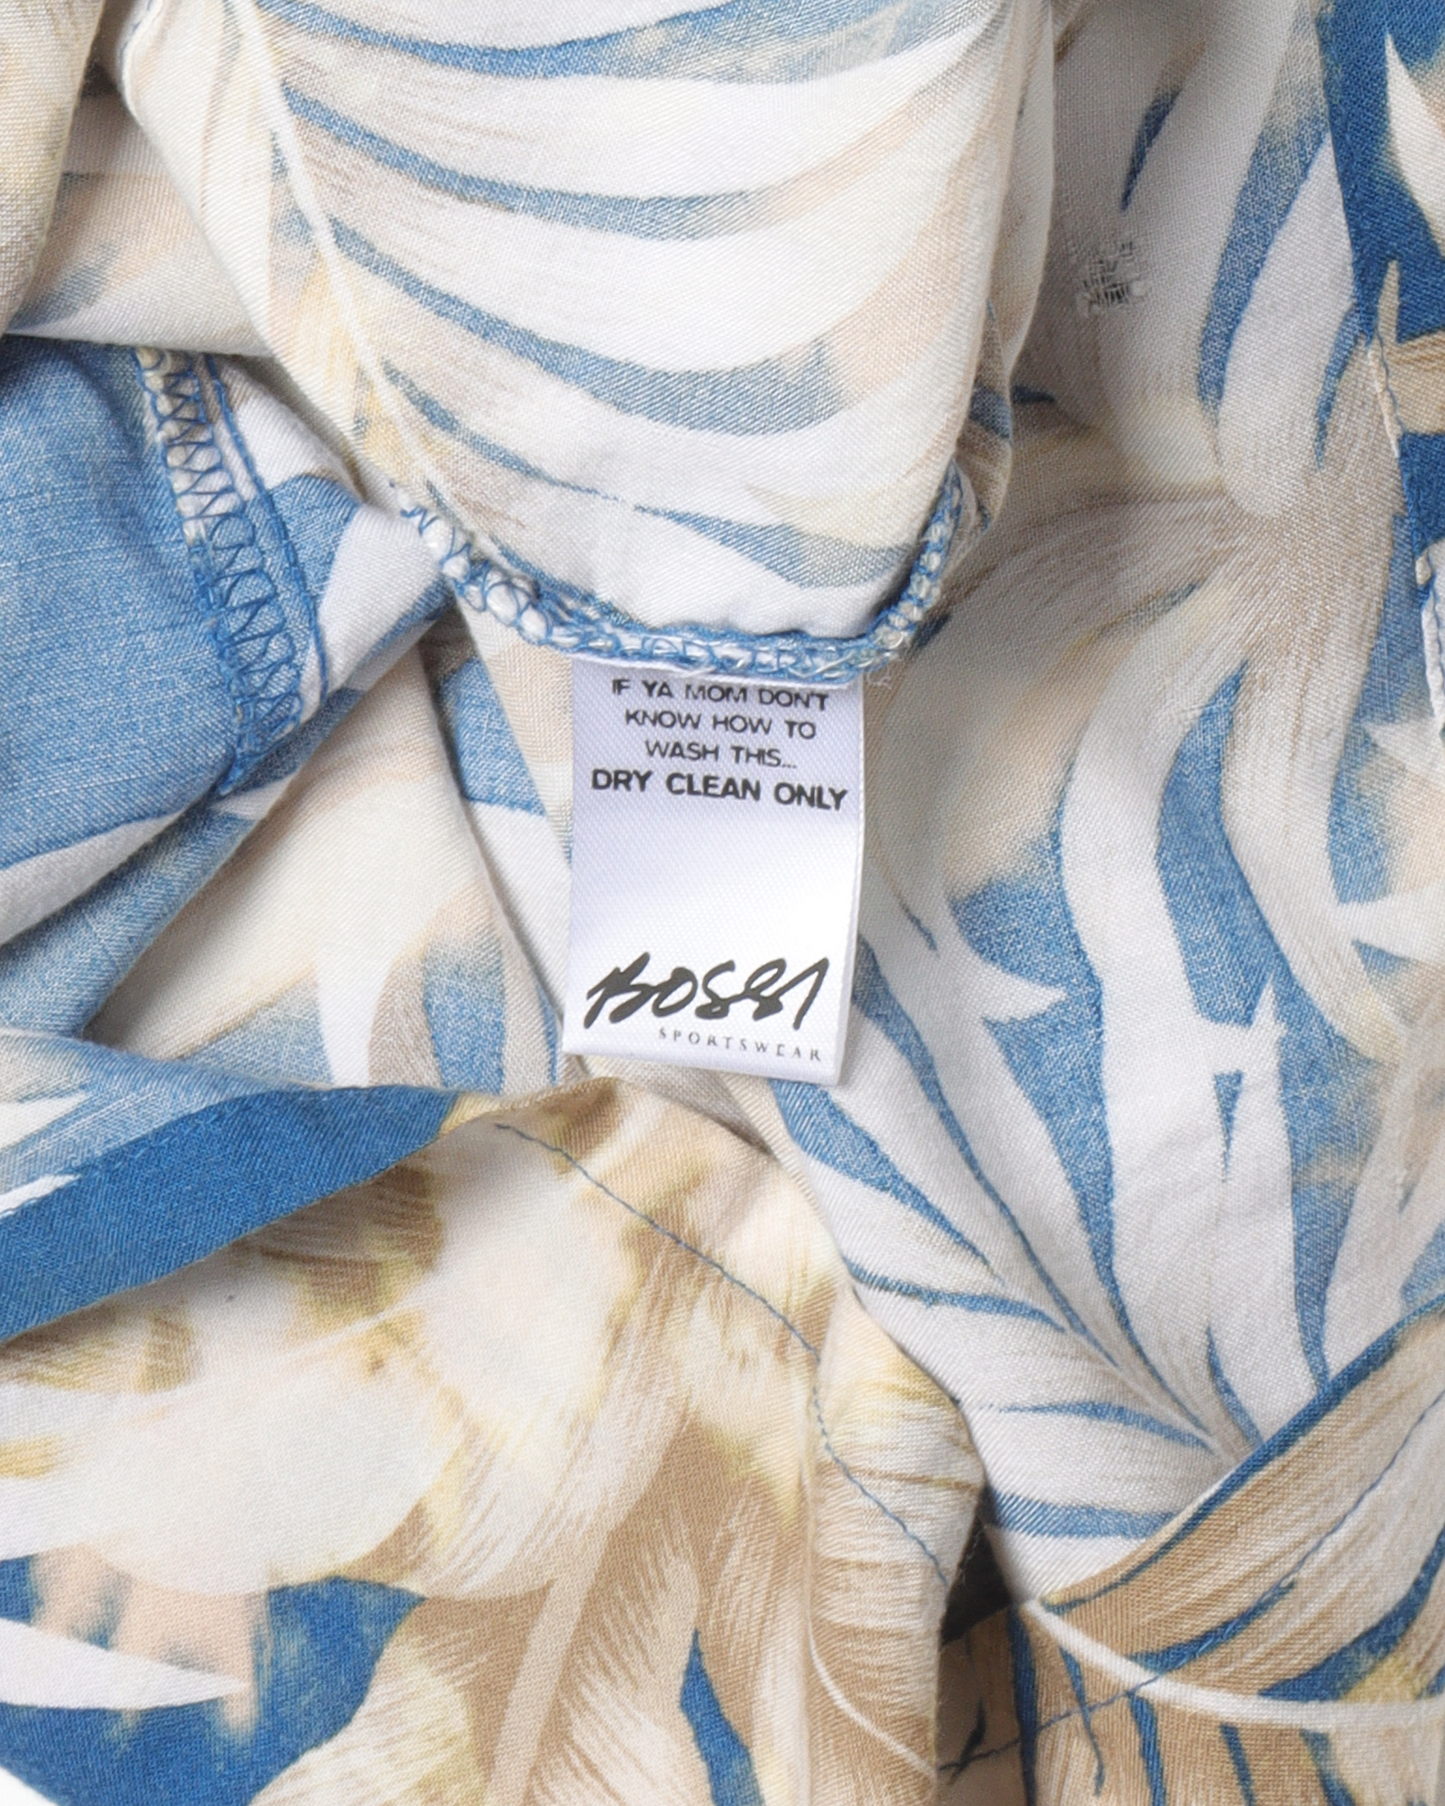 IF YA MOM DON'T
KNOW HOW TO
WASH THIS...
DRY CLEAN ONLY
BOSSI
SPORTSWEAR